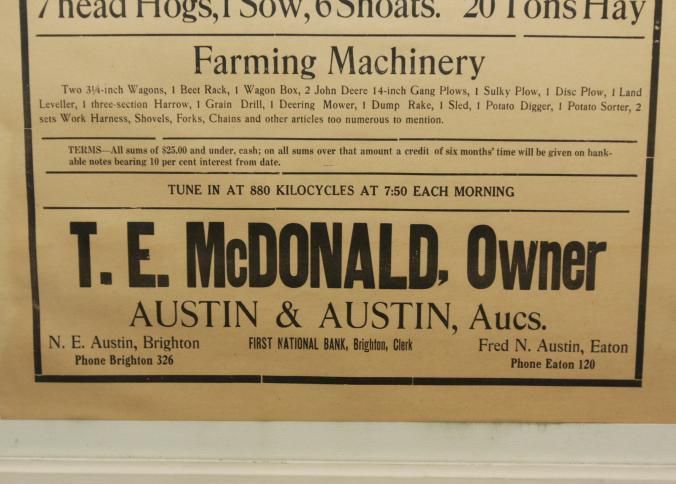 7 head Hogs, 1 Sow, 6 Shoats. 20 Tons Hay
Farming Machinery
Two 3¼-inch Wagons, 1 Beet Rack, 1 Wagon Box, 2 John Deere 14-inch Gang Plows, 1 Sulky Plow, 1 Disc Plow, 1 Land
Leveller, 1 three-section Harrow, 1 Grain Drill, 1 Deering Mower, 1 Dump Rake, 1 Sled, 1 Potato Digger, 1 Potato Sorter, 2
sets Work Harness, Shovels, Forks, Chains and other articles too numerous to mention.
TERMS—All sums of $25.00 and under, cash; on all sums over that amount a credit of six months' time will be given on bank-
able notes bearing 10 per cent interest from date.
TUNE IN AT 880 KILOCYCLES AT 7:50 EACH MORNING
T. E. McDONALD, Owner
AUSTIN & AUSTIN, Aucs.
N. E. Austin, Brighton FIRST NATIONAL BANK, Brighton, Clerk Fred N. Austin, Eaton
Phone Brighton 326 Phone Eaton 120